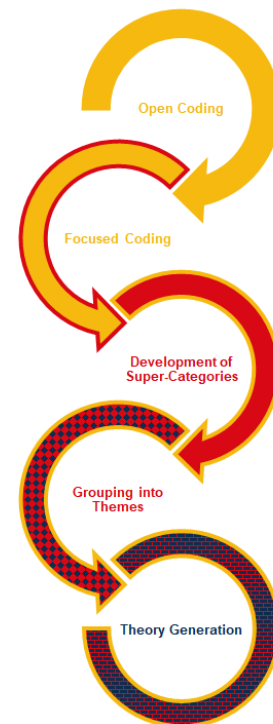 Open Coding
Focused Coding
Development of
Super-Categories
Grouping into
Themes
Theory Generation